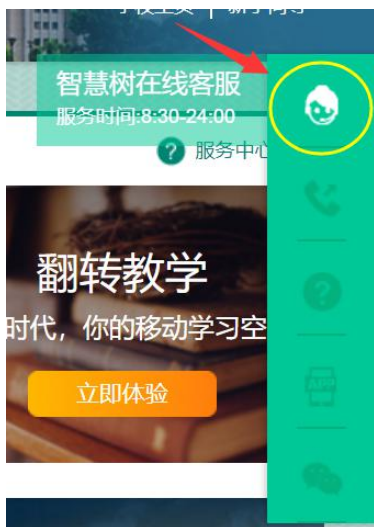 智慧树在线客服
服务时间:8:30-24:00
? 服务中心
翻转教学
时代，你的移动学习空
立即体验
?
APP